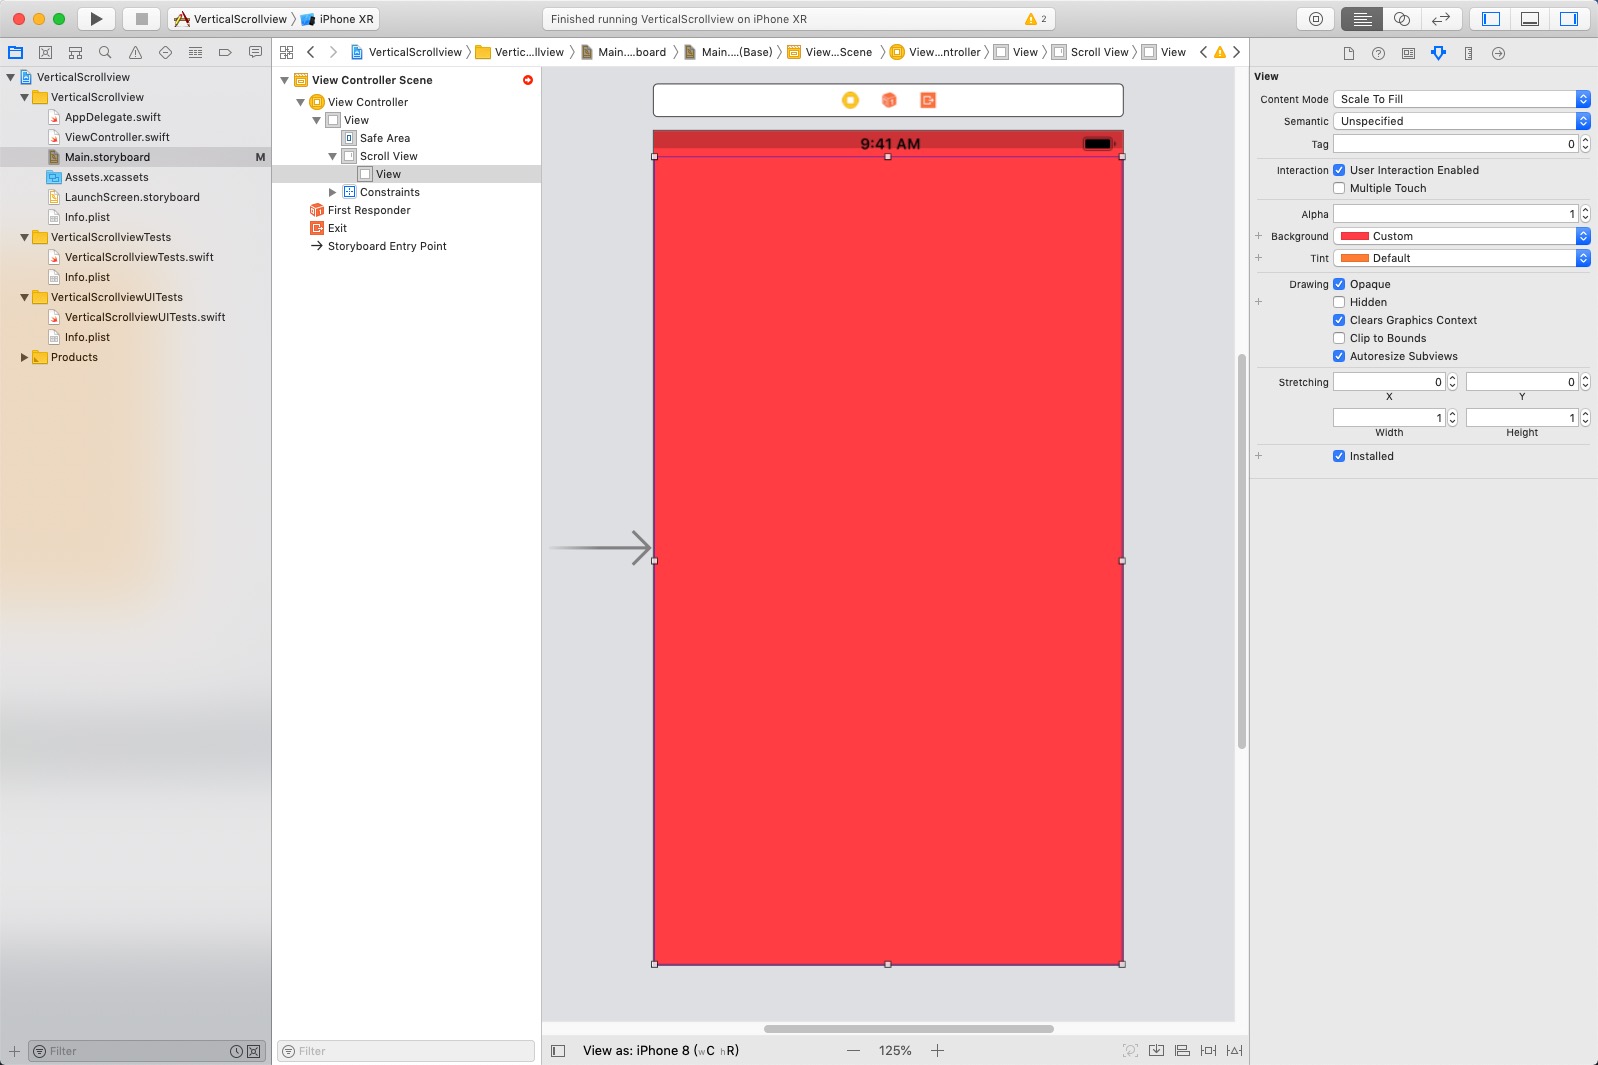 VerticalScrollview 〉 iPhone XR
Finished running VerticalScrollview on iPhone XR
2
VerticalScrollview
VerticalScrollview
AppDelegate.swift
ViewController.swift
Main.storyboard M
Assets.xcassets
LaunchScreen.storyboard
Info.plist
VerticalScrollviewTests
VerticalScrollviewTests.swift
Info.plist
VerticalScrollviewUITests
VerticalScrollviewUITests.swift
Info.plist
Products
Filter
VerticalScrollview 〉 Vertic...llview 〉 Main....board 〉 Main....(Base) 〉 View...Scene 〉 View...ntroller 〉 View 〉 Scroll View 〉 View
View Controller Scene
View Controller
View
Safe Area
Scroll View
View
Constraints
First Responder
Exit
Storyboard Entry Point
Filter
9:41 AM
View as: iPhone 8 (wC hR)
125%
View
Content Mode Scale To Fill
Semantic Unspecified
Tag 0
Interaction User Interaction Enabled
Multiple Touch
Alpha 1
Background Custom
Tint Default
Drawing Opaque
Hidden
Clears Graphics Context
Clip to Bounds
Autoresize Subviews
Stretching 0 0
X Y
1 1
Width Height
Installed